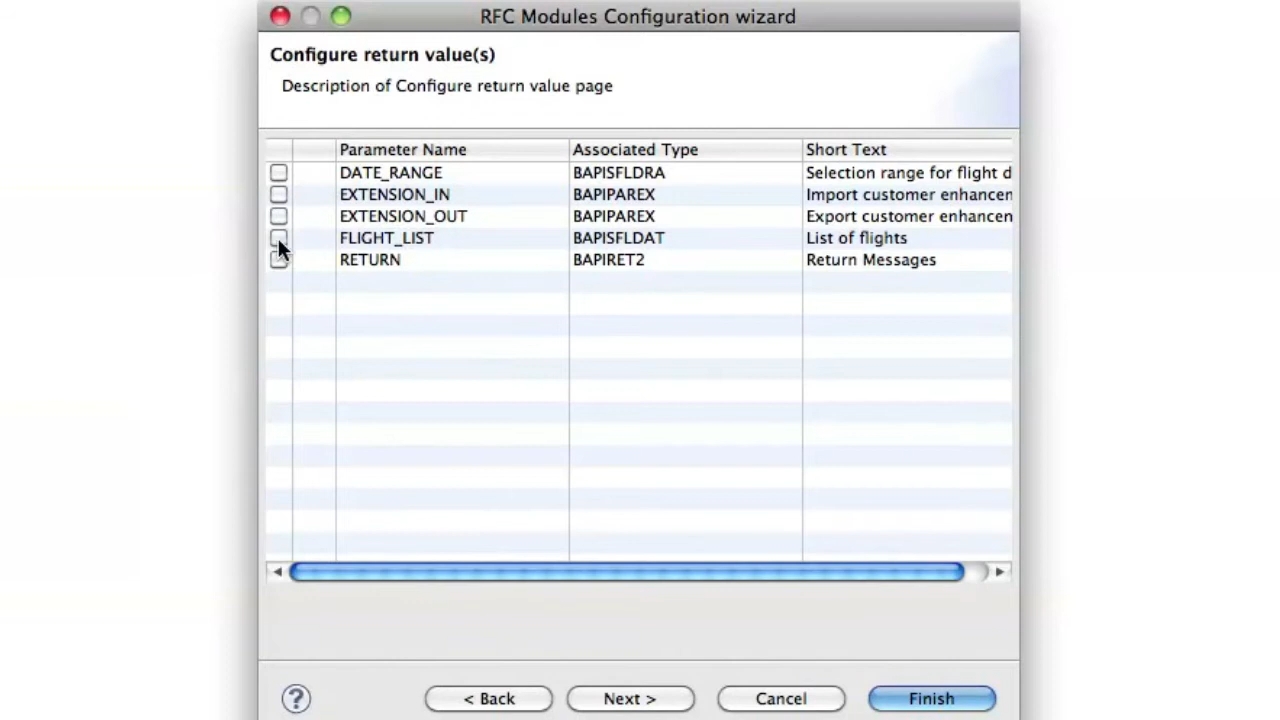 RFC Modules Configuration wizard
Configure return value(s)
Description of Configure return value page
Parameter Name Associated Type Short Text
DATE_RANGE BAPISFLDRA Selection range for flight d
EXTENSION_IN BAPIPAREX Import customer enhancen
EXTENSION_OUT BAPIPAREX Export customer enhancen
FLIGHT_LIST BAPISFLDAT List of flights
RETURN BAPIRET2 Return Messages
? < Back Next > Cancel Finish